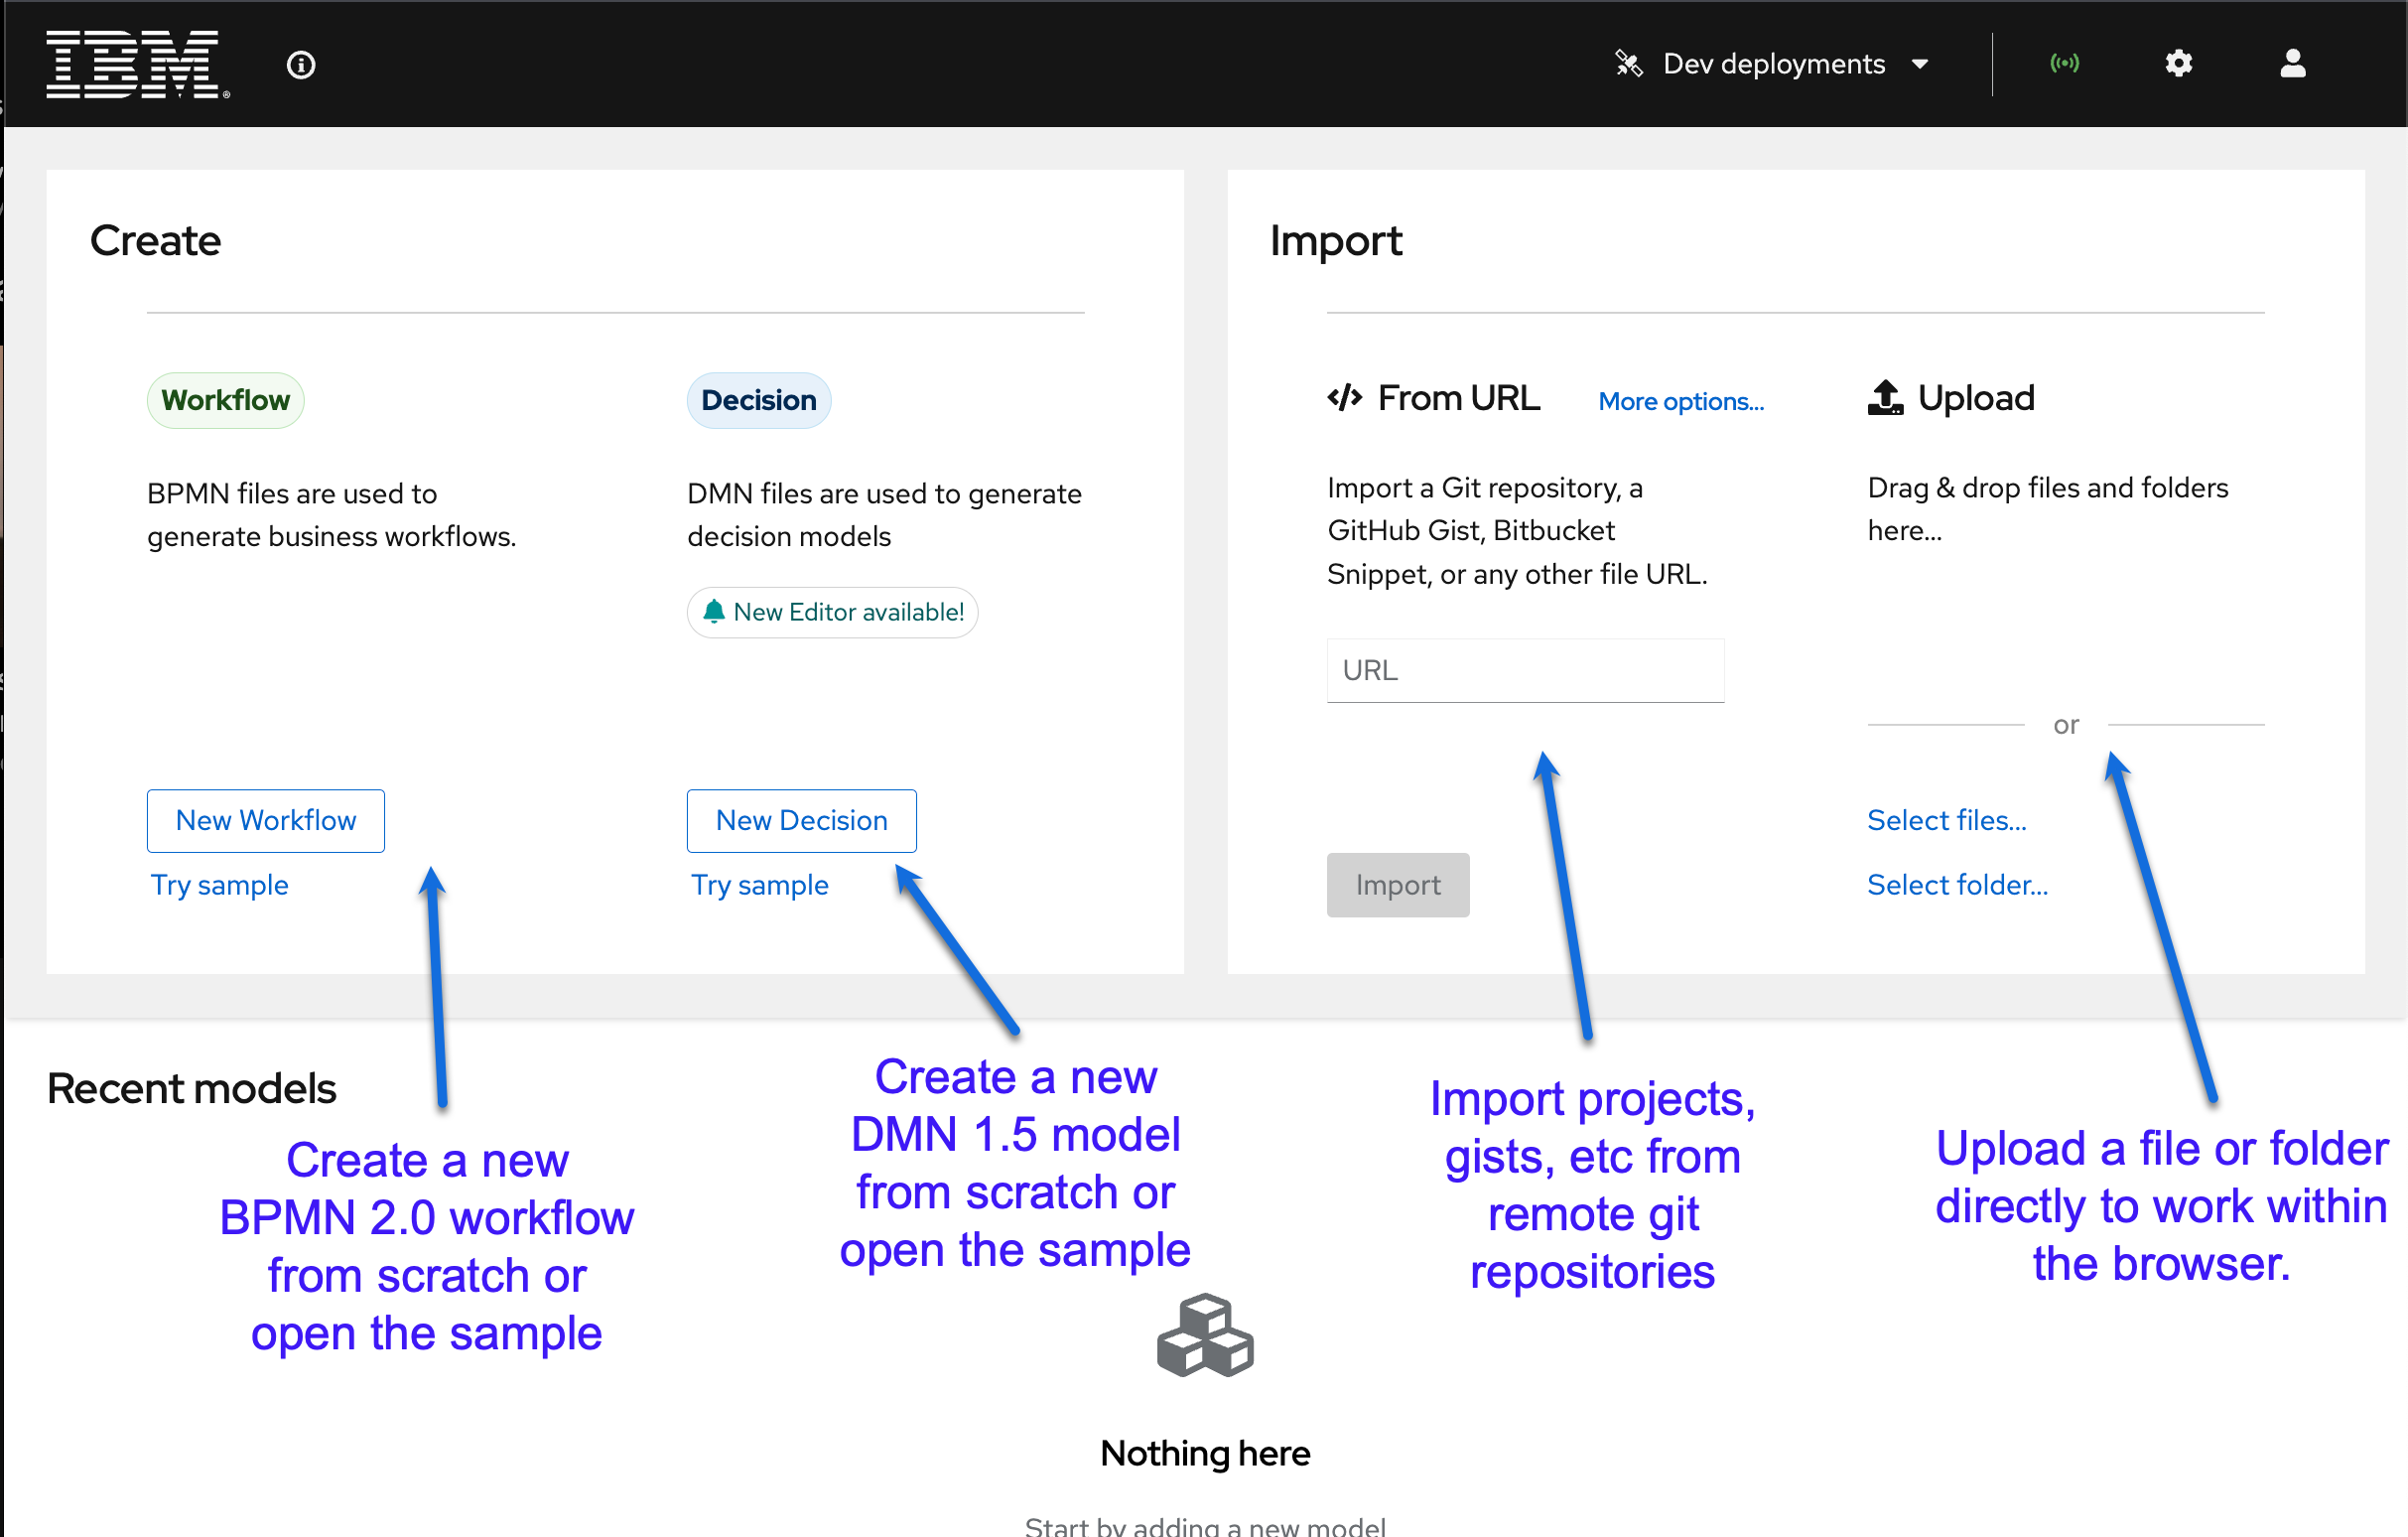 IBM
Dev deployments
Create
Workflow
BPMN files are used to
generate business workflows.
New Workflow
Try sample
Decision
DMN files are used to generate
decision models
New Editor available!
New Decision
Try sample
Import
From URL
More options...
Import a Git repository, a
GitHub Gist, Bitbucket
Snippet, or any other file URL.
URL
Import
Upload
Drag & drop files and folders
here...
or
Select files...
Select folder...
Recent models
Create a new
BPMN 2.0 workflow
from scratch or
open the sample
Create a new
DMN 1.5 model
from scratch or
open the sample
Import projects,
gists, etc from
remote git
repositories
Upload a file or folder
directly to work within
the browser.
Nothing here
Start by adding a new model